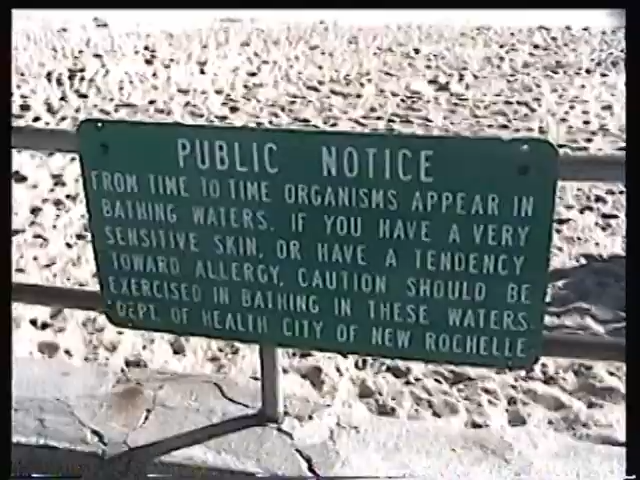 PUBLIC NOTICE
FROM TIME TO TIME ORGANISMS APPEAR IN
BATHING WATERS. IF YOU HAVE A VERY
SENSITIVE SKIN, OR HAVE A TENDENCY
TOWARD ALLERGY, CAUTION SHOULD BE
EXERCISED IN BATHING IN THESE WATERS.
DEPT. OF HEALTH CITY OF NEW ROCHELLE